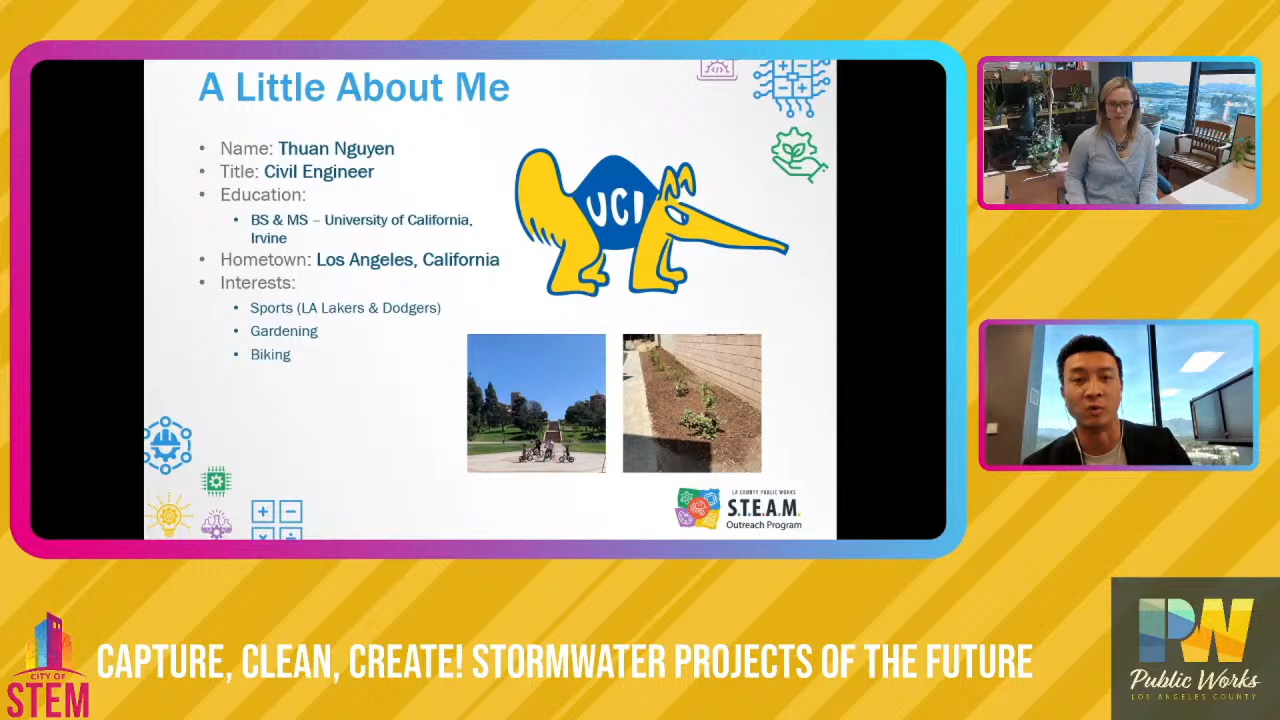 A Little About Me
• Name: Thuan Nguyen
• Title: Civil Engineer
• Education:
• BS & MS – University of California,
Irvine
• Hometown: Los Angeles, California
• Interests:
• Sports (LA Lakers & Dodgers)
• Gardening
• Biking
UCI
LA COUNTY PUBLIC WORKS
S.T.E.A.M.
Outreach Program
CITY OF
STEM
CAPTURE, CLEAN, CREATE! STORMWATER PROJECTS OF THE FUTURE
PW
Public Works
LOS ANGELES COUNTY